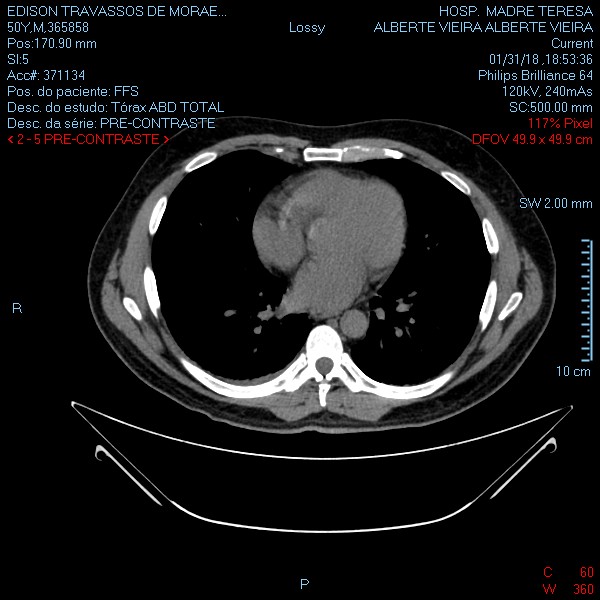 EDISON TRAVASSOS DE MORAE...
50Y,M,365858
Pos:170.90 mm
Sl:5
Acc#: 371134
Pos. do paciente: FFS
Desc. do estudo: Tórax ABD TOTAL
Desc. da série: PRE-CONTRASTE
< 2 - 5 PRE-CONTRASTE >
Lossy
HOSP. MADRE TERESA
ALBERTE VIEIRA ALBERTE VIEIRA
Current
01/31/18 ,18:53:36
Philips Brilliance 64
120kV, 240mAs
SC:500.00 mm
117% Pixel
DFOV 49.9 x 49.9 cm
SW 2.00 mm
R
10 cm
P
C 60
W 360